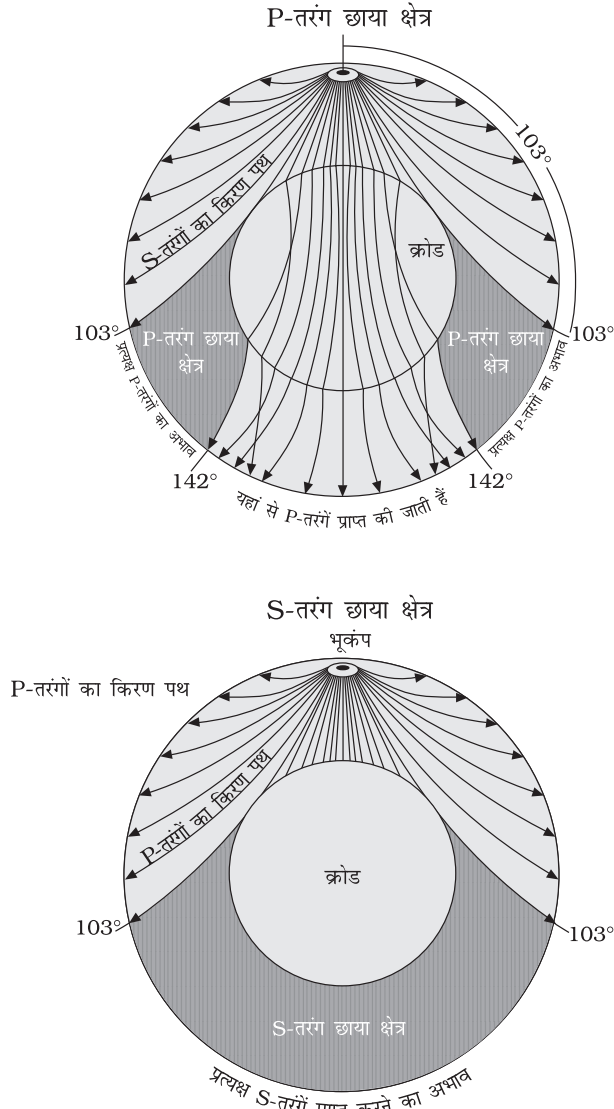 P-तरंग छाया क्षेत्र
103°
S-तरंगों का किरण पथ
क्रोड
103°
103°
P-तरंग छाया
क्षेत्र
P-तरंग छाया
क्षेत्र
प्रत्यक्ष P-तरंगों का अभाव
प्रत्यक्ष P-तरंगों का अभाव
142°
142°
यहां से P-तरंगें प्राप्त की जाती हैं
S-तरंग छाया क्षेत्र
भूकंप
P-तरंगों का किरण पथ
P-तरंगों का किरण पथ
क्रोड
103°
103°
S-तरंग छाया क्षेत्र
प्रत्यक्ष S-तरंगें प्राप्त करने का अभाव